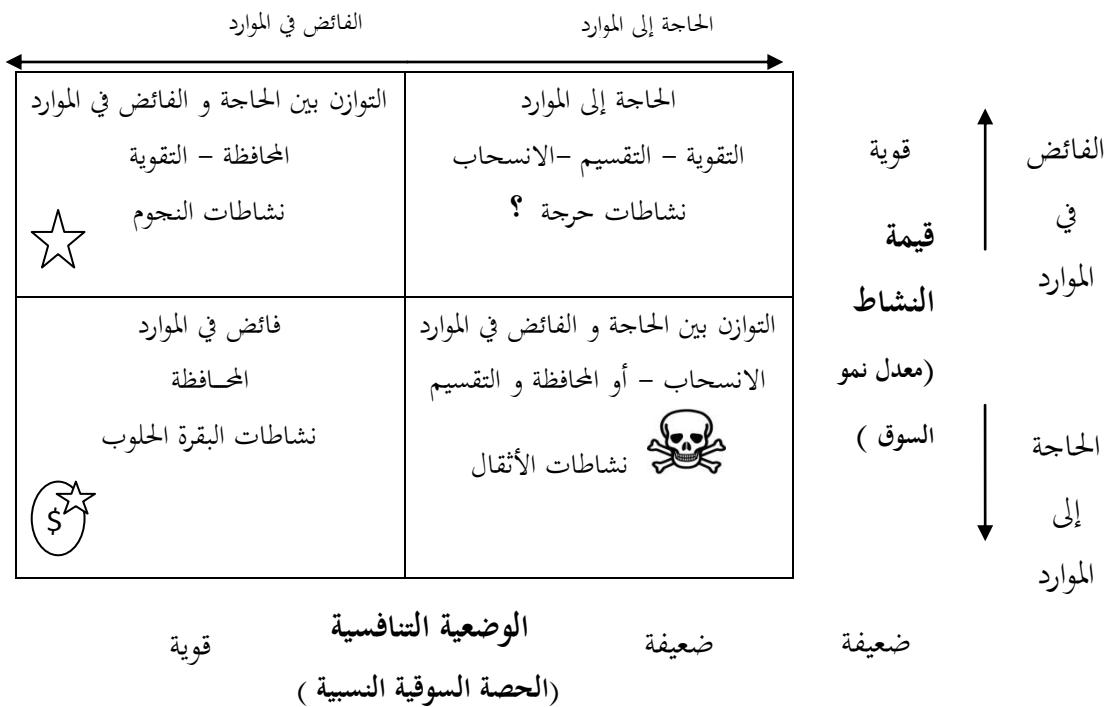 الحاجة إلى الموارد
الفائض في الموارد
الحاجة إلى الموارد
التقوية – التقسيم –الانسحاب
نشاطات حرجة ؟
التوازن بين الحاجة و الفائض في الموارد
المحافظة – التقوية
نشاطات النجوم
التوازن بين الحاجة و الفائض في الموارد
الانسحاب – أو المحافظة و التقسيم
نشاطات الأثقال
فائض في الموارد
المحــافظة
نشاطات البقرة الحلوب
$
الفائض
في
الموارد
الحاجة
إلى
الموارد
قوية
قيمة
النشاط
(معدل نمو
السوق )
ضعيفة
ضعيفة
الوضعية التنافسية
قوية
(الحصة السوقية النسبية )